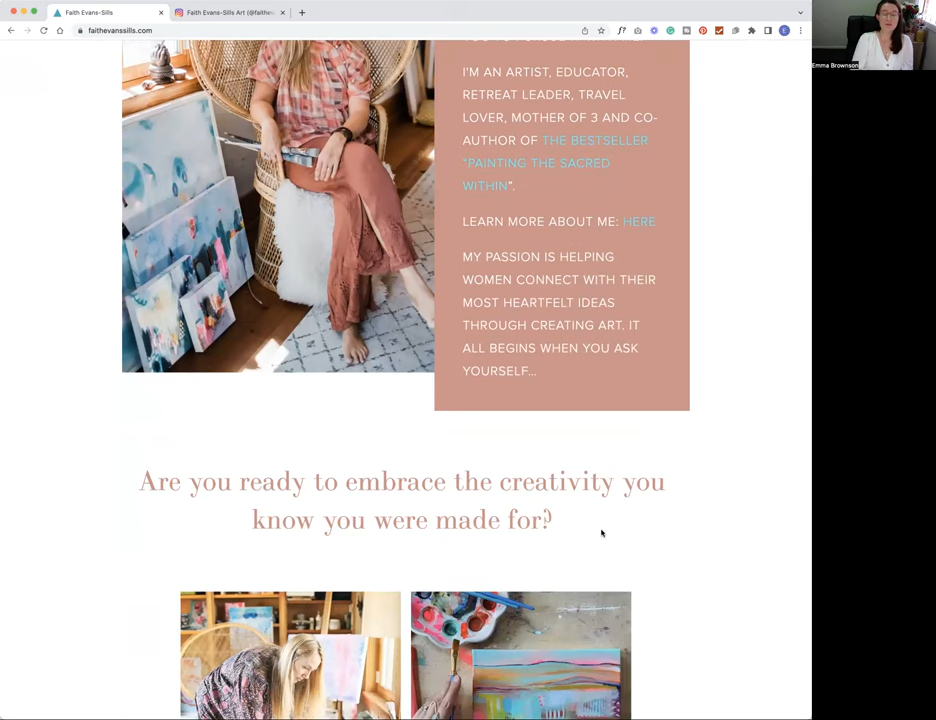 Faith Evans-Sills
Faith Evans-Sills Art (@faithev
faithevanssills.com
Emma Brownson
I'M AN ARTIST, EDUCATOR,
RETREAT LEADER, TRAVEL
LOVER, MOTHER OF 3 AND CO-
AUTHOR OF THE BESTSELLER
"PAINTING THE SACRED
WITHIN".
LEARN MORE ABOUT ME: HERE
MY PASSION IS HELPING
WOMEN CONNECT WITH THEIR
MOST HEARTFELT IDEAS
THROUGH CREATING ART. IT
ALL BEGINS WHEN YOU ASK
YOURSELF...
Are you ready to embrace the creativity you
know you were made for?